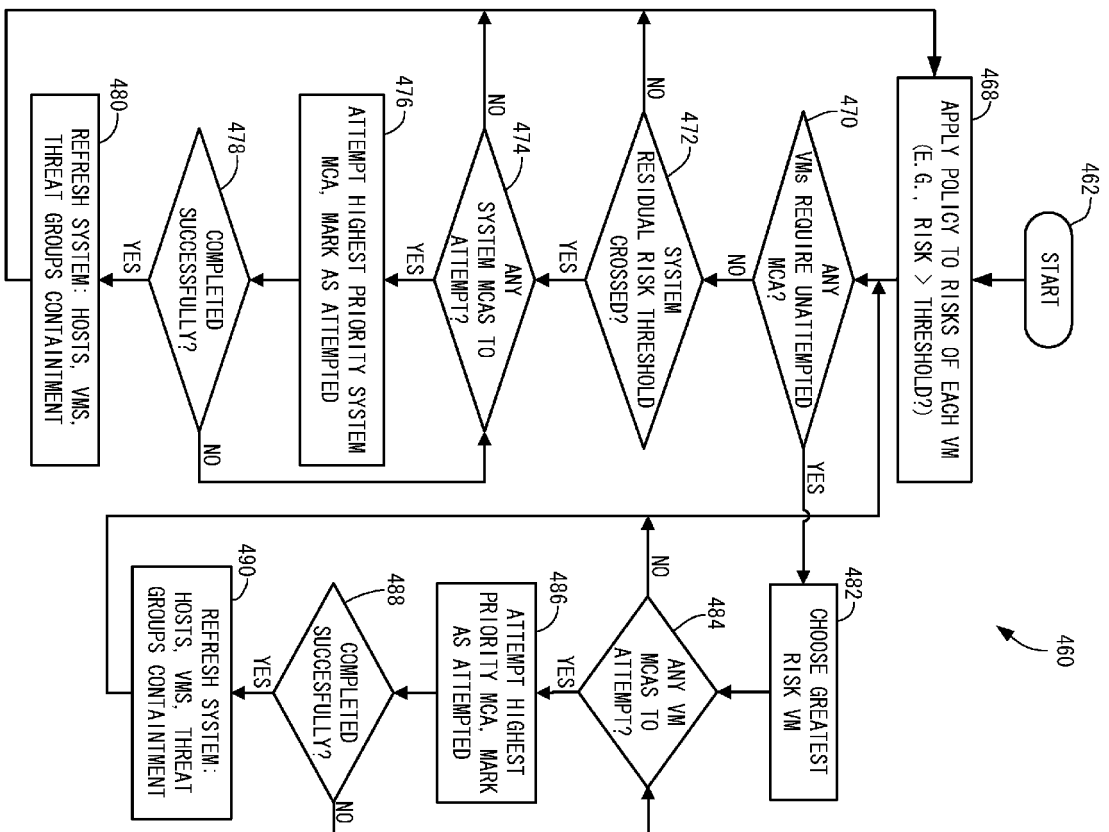 460
462
START
468
APPLY POLICY TO RISKS OF EACH VM
(E.G., RISK > THRESHOLD?)
470
ANY
VMs REQUIRE UNATTEMPTED
MCA?
YES
NO
472
SYSTEM
RESIDUAL RISK THRESHOLD
CROSSED?
NO
YES
474
ANY
SYSTEM MCAS TO
ATTEMPT?
NO
YES
476
ATTEMPT HIGHEST PRIORITY SYSTEM
MCA, MARK AS ATTEMPTED
478
COMPLETED
SUCCESSFULLY?
NO
YES
480
REFRESH SYSTEM: HOSTS, VMS,
THREAT GROUPS CONTAINMENT
482
CHOOSE GREATEST
RISK VM
484
ANY VM
MCAS TO
ATTEMPT?
NO
YES
486
ATTEMPT HIGHEST
PRIORITY MCA, MARK
AS ATTEMPTED
488
COMPLETED
SUCCESFULLY?
NO
YES
490
REFRESH SYSTEM:
HOSTS, VMS, THREAT
GROUPS CONTAINTMENT